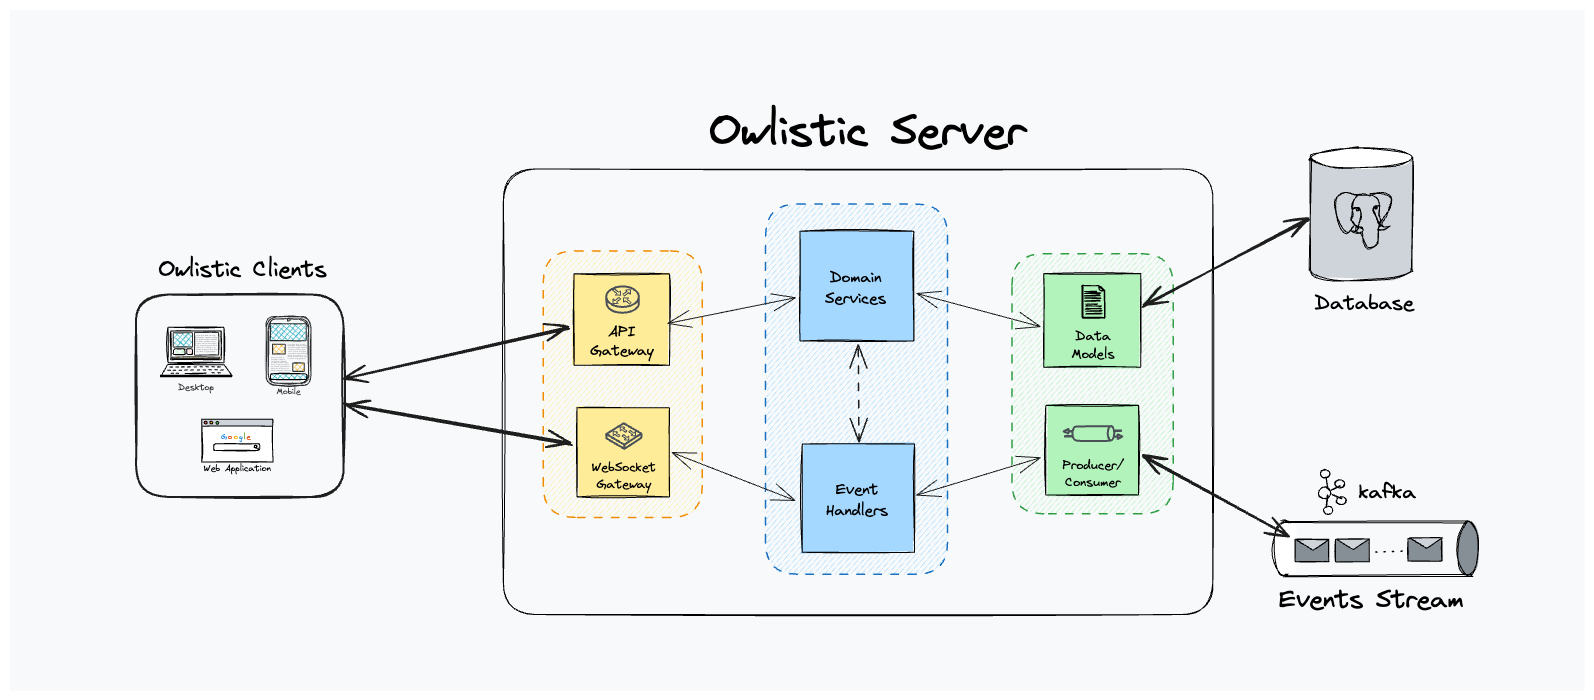 Owlistic Server
Owlistic Clients
Desktop
Mobile
Google
Web Application
API
Gateway
WebSocket
Gateway
Domain
Services
Event
Handlers
Data
Models
Producer/
Consumer
Database
kafka
Events Stream